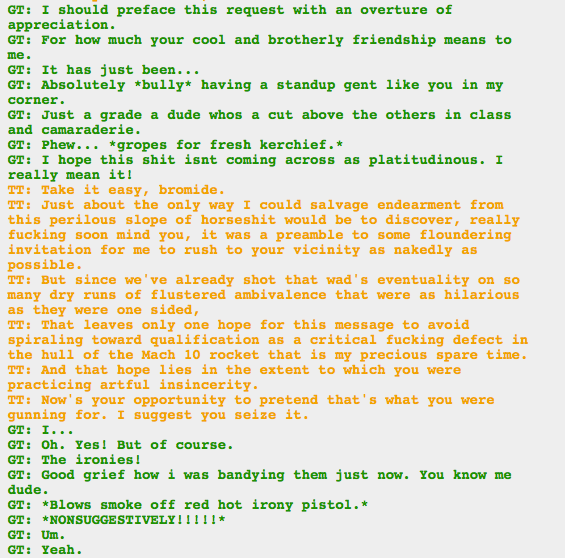 GT: I should preface this request with an overture of
appreciation.
GT: For how much your cool and brotherly friendship means to
me.
GT: It has just been...
GT: Absolutely *bully* having a standup gent like you in my
corner.
GT: Just a grade a dude whos a cut above the others in class
and camaraderie.
GT: Phew... *gropes for fresh kerchief.*
GT: I hope this shit isnt coming across as platitudinous. I
really mean it!
TT: Take it easy, bromide.
TT: Just about the only way I could salvage endearment from
this perilous slope of horseshit would be to discover, really
fucking soon mind you, it was a preamble to some floundering
invitation for me to rush to your vicinity as nakedly as
possible.
TT: But since we've already shot that wad's eventuality on so
many dry runs of flustered ambivalence that were as hilarious
as they were one sided,
TT: That leaves only one hope for this message to avoid
spiraling toward qualification as a critical fucking defect in
the hull of the Mach 10 rocket that is my precious spare time.
TT: And that hope lies in the extent to which you were
practicing artful insincerity.
TT: Now's your opportunity to pretend that's what you were
gunning for. I suggest you seize it.
GT: I...
GT: Oh. Yes! But of course.
GT: The ironies!
GT: Good grief how i was bandying them just now. You know me
dude.
GT: *Blows smoke off red hot irony pistol.*
GT: *NONSUGGESTIVELY!!!!!*
GT: Um.
GT: Yeah.